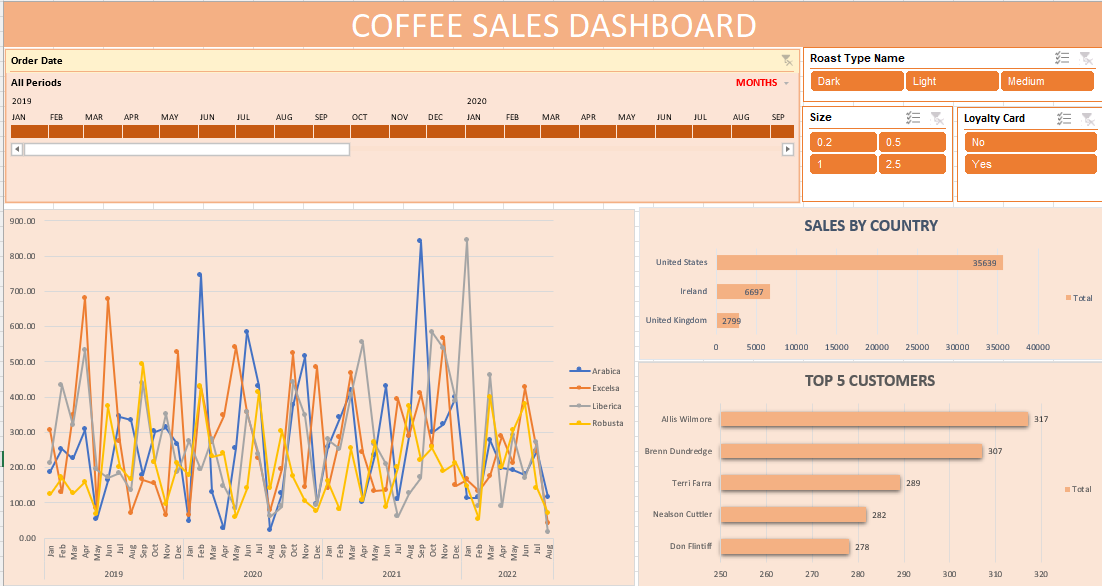 COFFEE SALES DASHBOARD
Order Date
All Periods MONTHS
2019 2020
JAN FEB MAR APR MAY JUN JUL AUG SEP OCT NOV DEC JAN FEB MAR APR MAY JUN JUL AUG SEP
Roast Type Name
Dark Light Medium
Size
0.2 0.5
1 2.5
Loyalty Card
No
Yes
900.00
800.00
700.00
600.00
500.00
400.00
300.00
200.00
100.00
0.00
Jan Feb Mar Apr May Jun Jul Aug Sep Oct Nov Dec Jan Feb Mar Apr May Jun Jul Aug Sep Oct Nov Dec Jan Feb Mar Apr May Jun Jul Aug Sep Oct Nov Dec Jan Feb Mar Apr May Jun Jul Aug
2019 2020 2021 2022
Arabica
Excelsa
Liberica
Robusta
SALES BY COUNTRY
United States 35639
Ireland 6697
United Kingdom 2799
0 5000 10000 15000 20000 25000 30000 35000 40000
Total
TOP 5 CUSTOMERS
Allis Wilmore 317
Brenn Dundredge 307
Terri Farra 289
Nealson Cuttler 282
Don Flintiff 278
250 260 270 280 290 300 310 320
Total